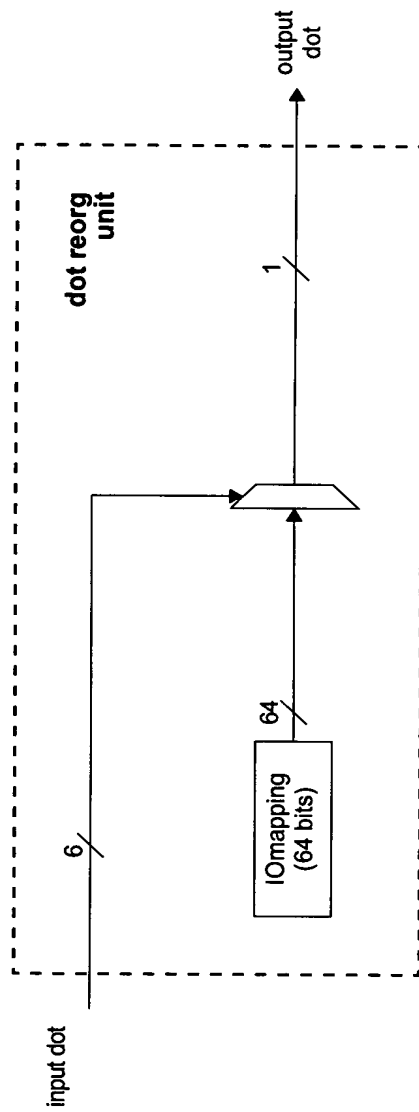 input dot
6
IOmapping
(64 bits)
64
dot reorg
unit
1
output
dot